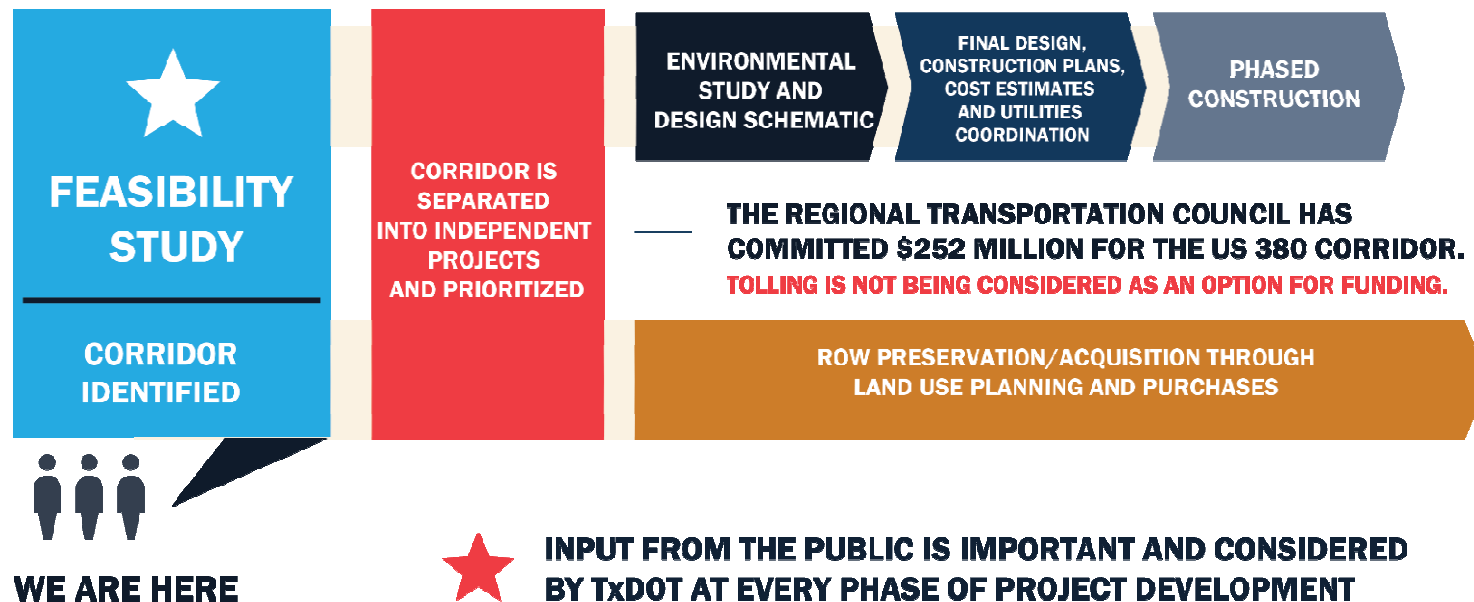 FEASIBILITY
STUDY
CORRIDOR
IDENTIFIED
WE ARE HERE
CORRIDOR IS
SEPARATED
INTO INDEPENDENT
PROJECTS
AND PRIORITIZED
ENVIRONMENTAL
STUDY AND
DESIGN SCHEMATIC
FINAL DESIGN,
CONSTRUCTION PLANS,
COST ESTIMATES
AND UTILITIES
COORDINATION
PHASED
CONSTRUCTION
THE REGIONAL TRANSPORTATION COUNCIL HAS
COMMITTED $252 MILLION FOR THE US 380 CORRIDOR.
TOLLING IS NOT BEING CONSIDERED AS AN OPTION FOR FUNDING.
ROW PRESERVATION/ACQUISITION THROUGH
LAND USE PLANNING AND PURCHASES
INPUT FROM THE PUBLIC IS IMPORTANT AND CONSIDERED
BY TxDOT AT EVERY PHASE OF PROJECT DEVELOPMENT